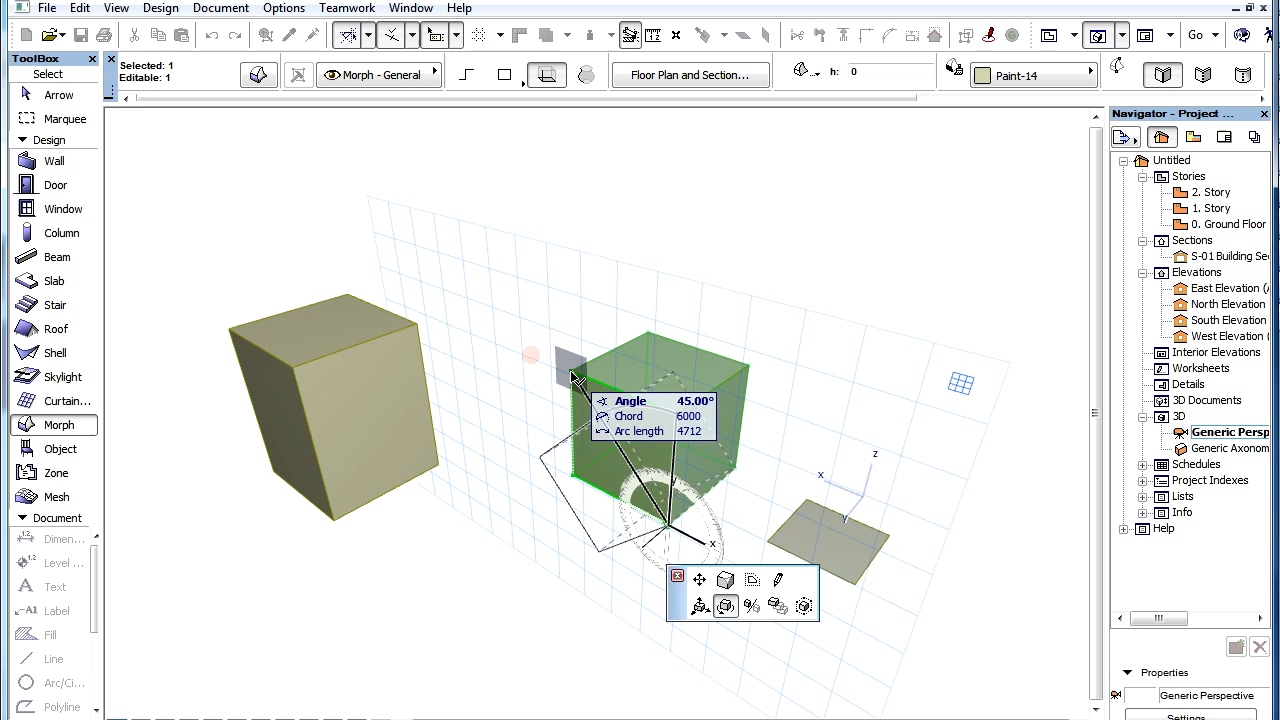 File Edit View Design Document Options Teamwork Window Help
Go
ToolBox
Select
Arrow
Marquee
Design
Wall
Door
Window
Column
Beam
Slab
Stair
Roof
Shell
Skylight
Curtain...
Morph
Object
Zone
Mesh
Document
Dimen...
Level ...
Text
Label
Fill
Line
Arc/Ci...
Polyline
Selected: 1
Editable: 1
Morph - General
Floor Plan and Section...
h: 0
Paint-14
Angle 45.00°
Chord 6000
Arc length 4712
x
z
x
y
Navigator - Project ...
Untitled
Stories
2. Story
1. Story
0. Ground Floor
Sections
S-01 Building Se
Elevations
East Elevation (
North Elevation
South Elevation
West Elevation (
Interior Elevations
Worksheets
Details
3D Documents
3D
Generic Persp
Generic Axonom
Schedules
Project Indexes
Lists
Info
Help
Properties
Generic Perspective
Settings